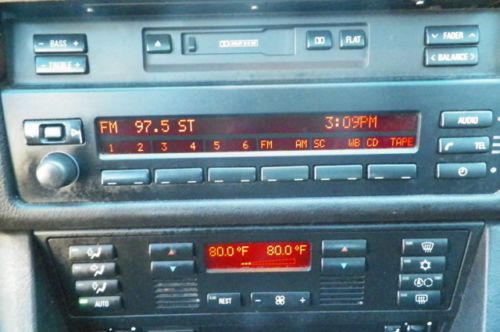 - BASS +
- TREBLE +
FLAT
FADER
< BALANCE >
FM 97.5 ST 3:09PM
1 2 3 4 5 6 FM AM SC WB CD TAPE
AUDIO
TEL
80.0°F 80.0°F
AUTO
REST
- +